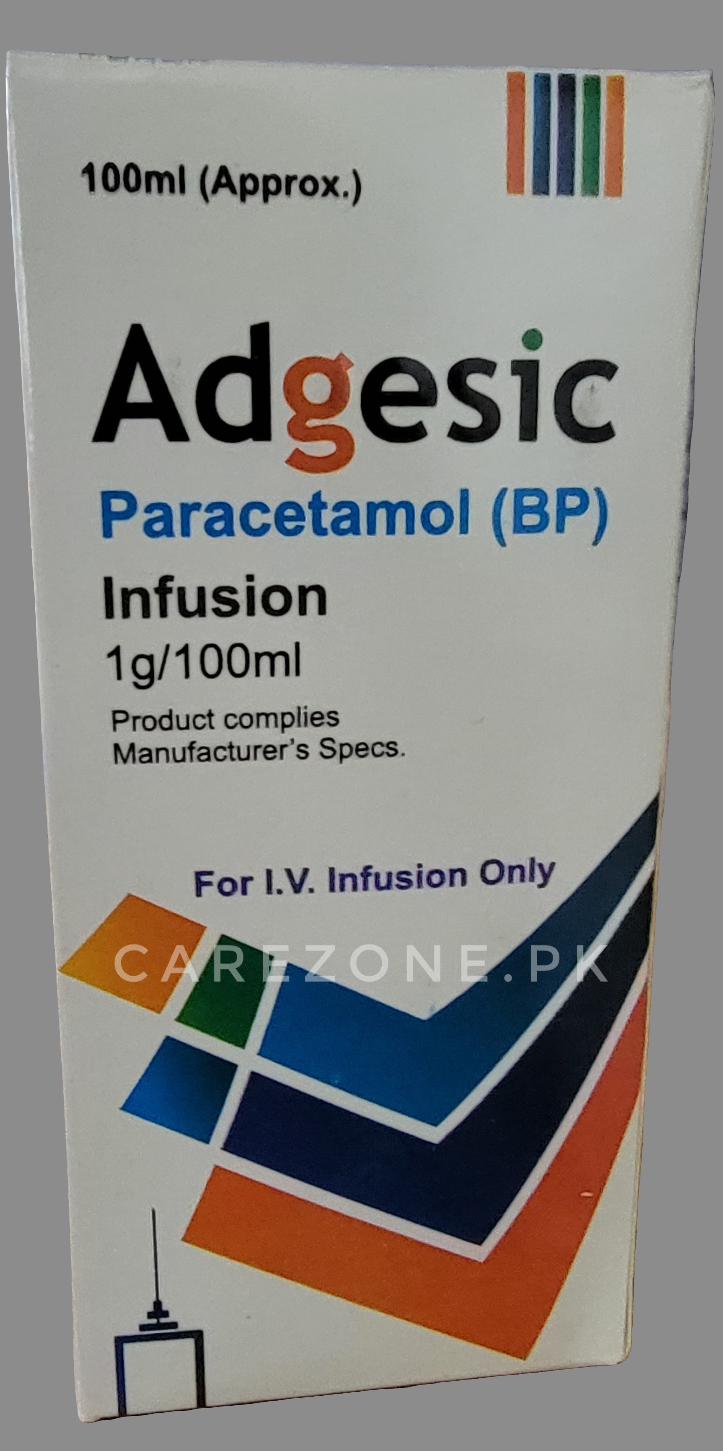 100ml (Approx.)
Adgesic
Paracetamol (BP)
Infusion
1g/100ml
Product complies
Manufacturer's Specs.
For I.V. Infusion Only
CAREZONE.PK